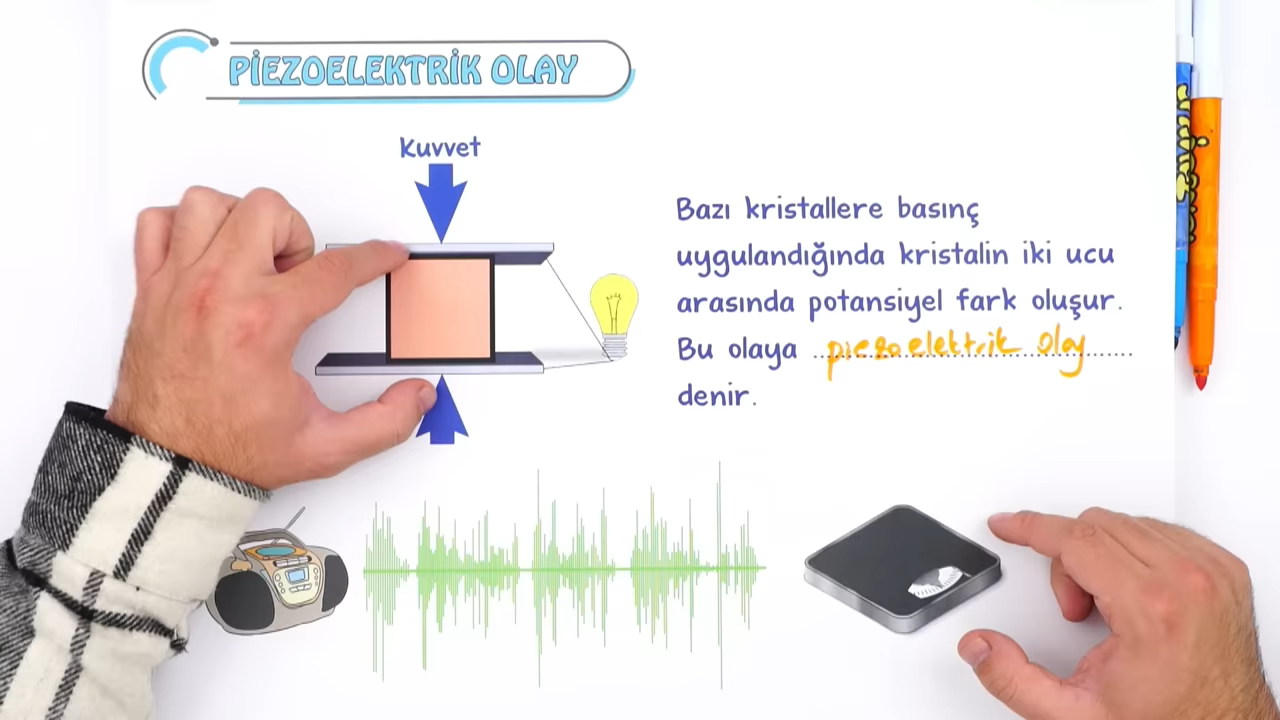 PİEZOELEKTRİK OLAY
Kuvvet
Bazı kristallere basınç
uygulandığında kristalin iki ucu
arasında potansiyel fark oluşur.
Bu olaya piezoelektrik olay
denir.